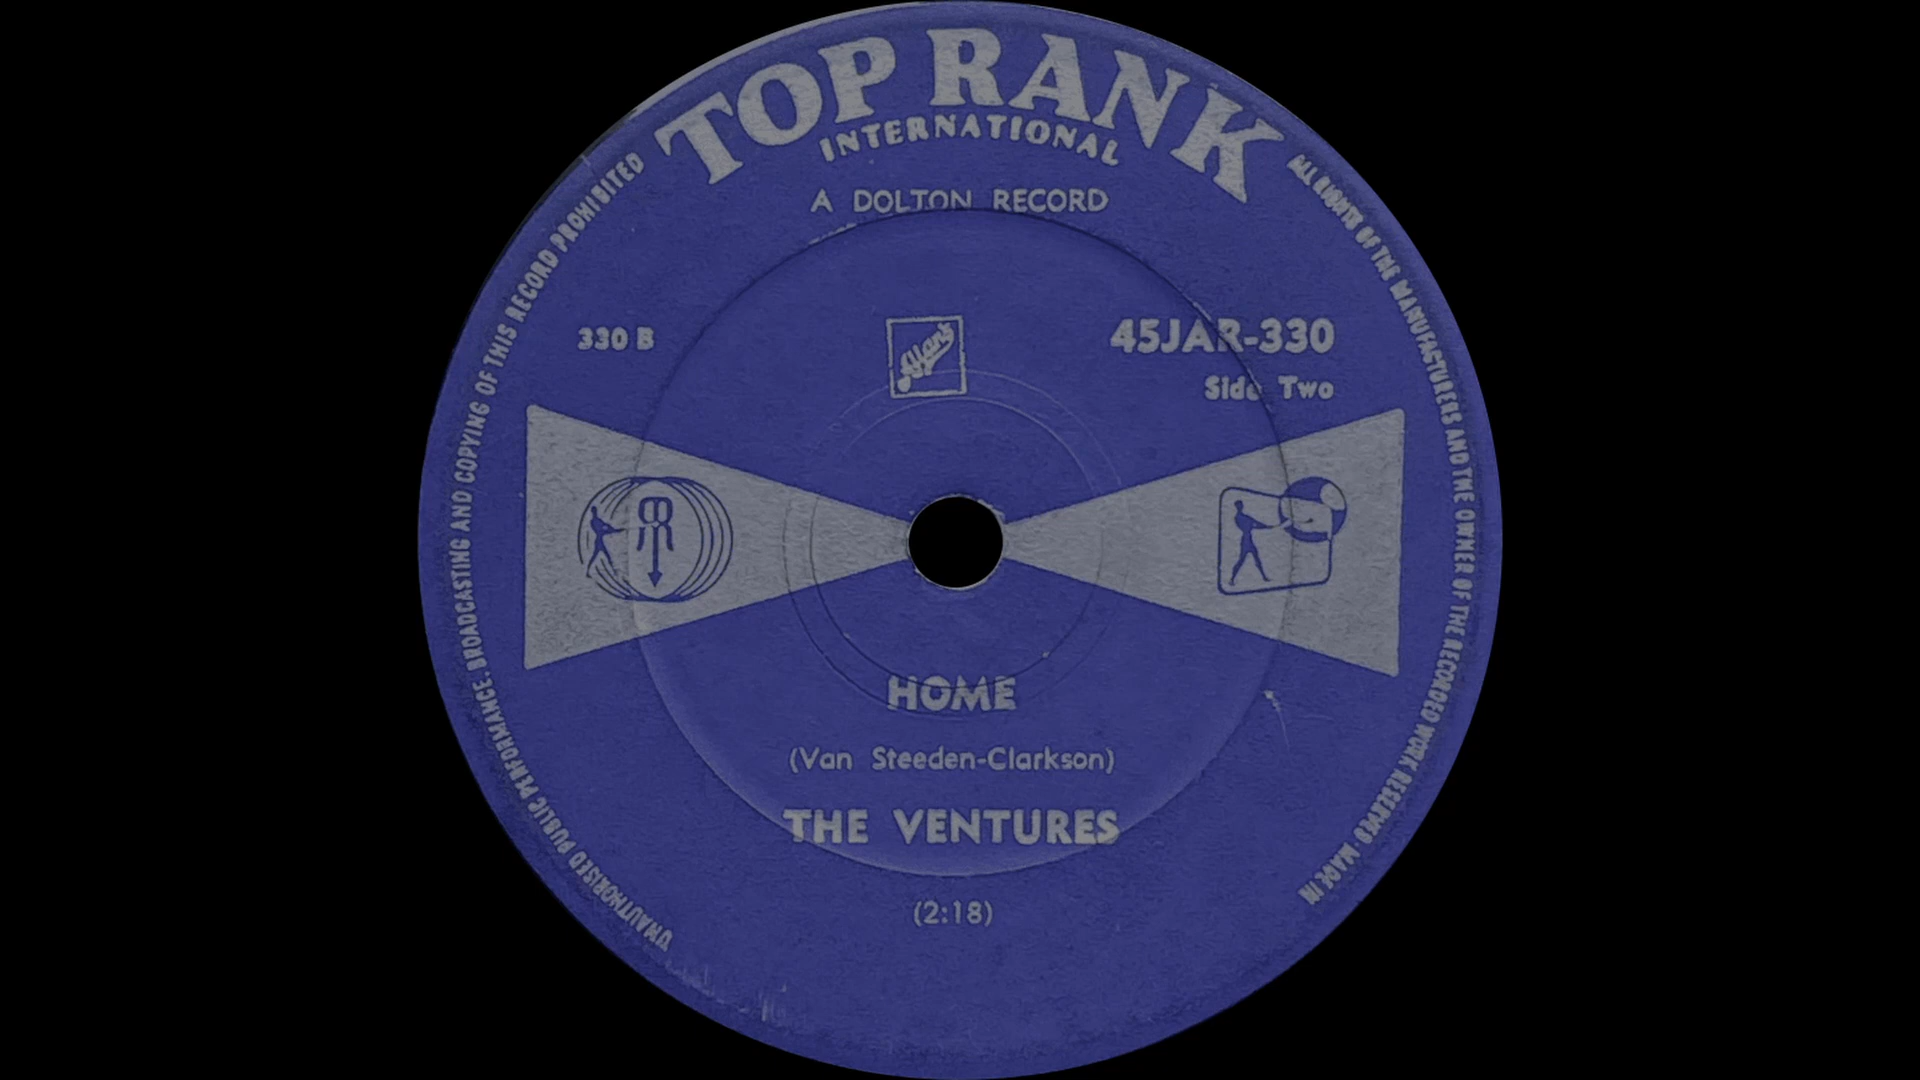 TOP RANK
INTERNATIONAL
A DOLTON RECORD
330 B
45JAR-330
Side Two
HOME
(Van Steeden-Clarkson)
THE VENTURES
(2:18)
UNAUTHORISED PUBLIC PERFORMANCE. BROADCASTING AND COPYING OF THIS RECORD PROHIBITED
ALL RIGHTS OF THE MANUFACTURERS AND THE OWNER OF THE RECORDED WORK RESERVED. MADE IN